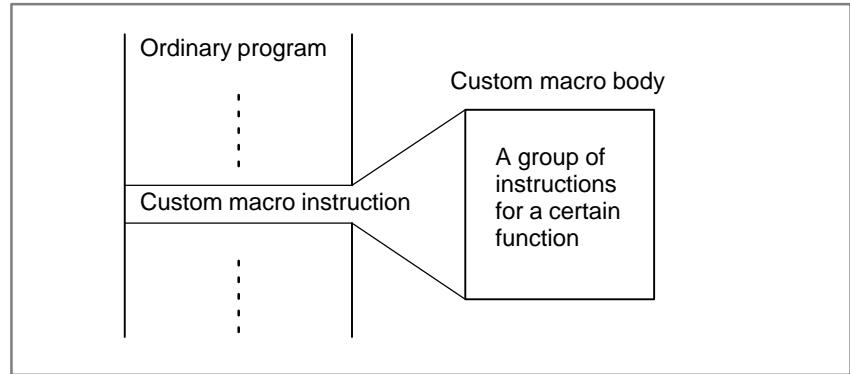 Ordinary program
Custom macro body
A group of
instructions
for a certain
function
Custom macro instruction